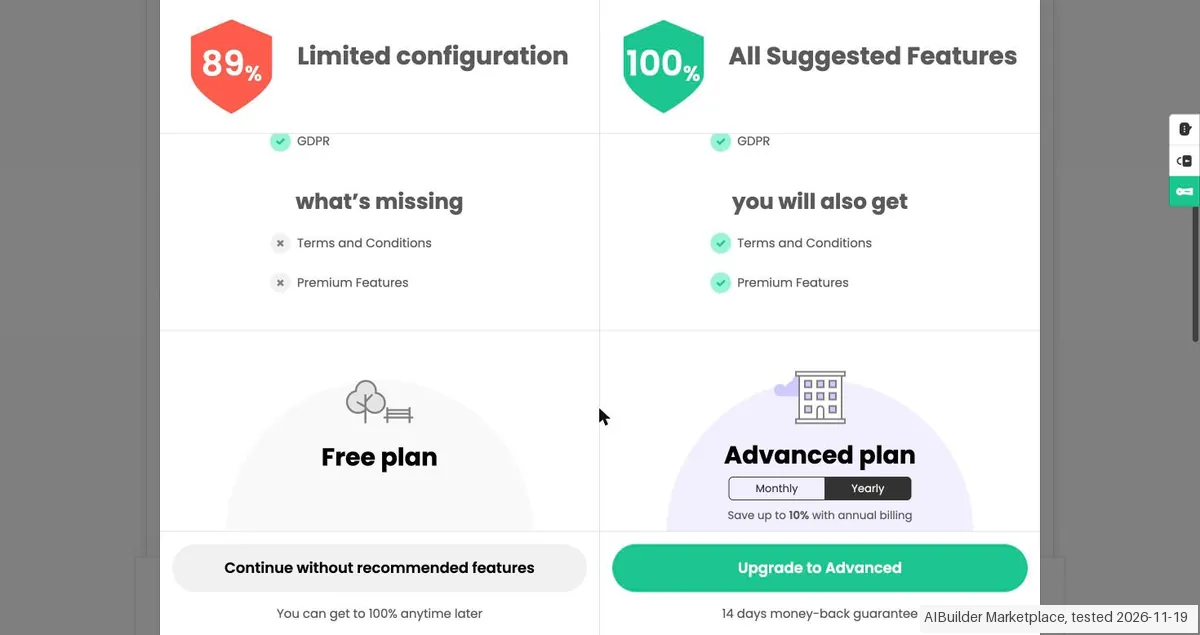 89%
Limited configuration
GDPR
what's missing
Terms and Conditions
Premium Features
Free plan
Continue without recommended features
You can get to 100% anytime later
100%
All Suggested Features
GDPR
you will also get
Terms and Conditions
Premium Features
Advanced plan
Monthly
Yearly
Save up to 10% with annual billing
Upgrade to Advanced
14 days money-back guarantee
AIBuilder Marketplace, tested 2026-11-19